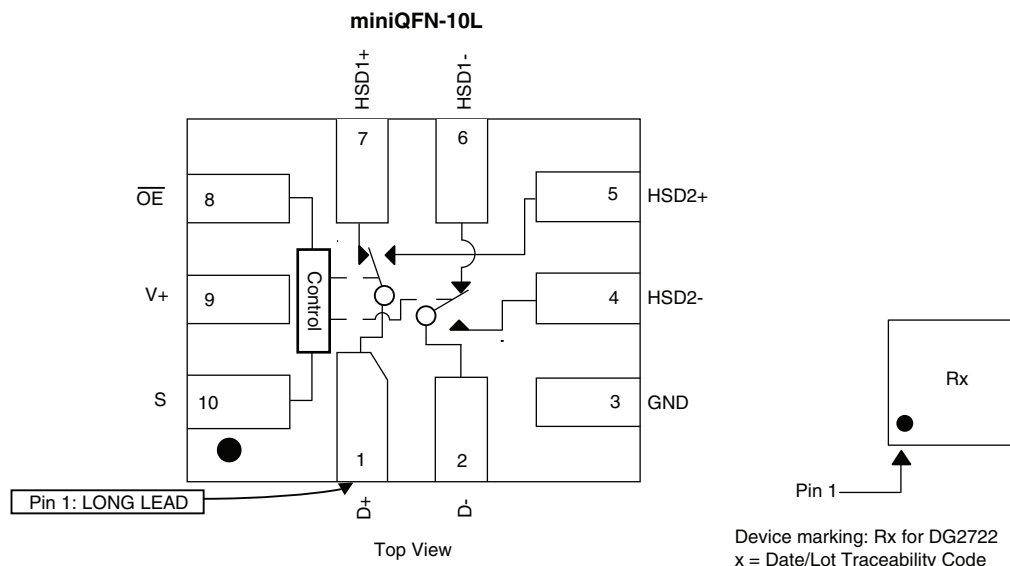 miniQFN-10L
HSD1+
HSD1-
7
6
5
HSD2+
OE
8
V+
9
Control
4
HSD2-
S
10
3
GND
1
2
Pin 1: LONG LEAD
D+
D-
Top View
Rx
Pin 1
Device marking: Rx for DG2722
x = Date/Lot Traceability Code